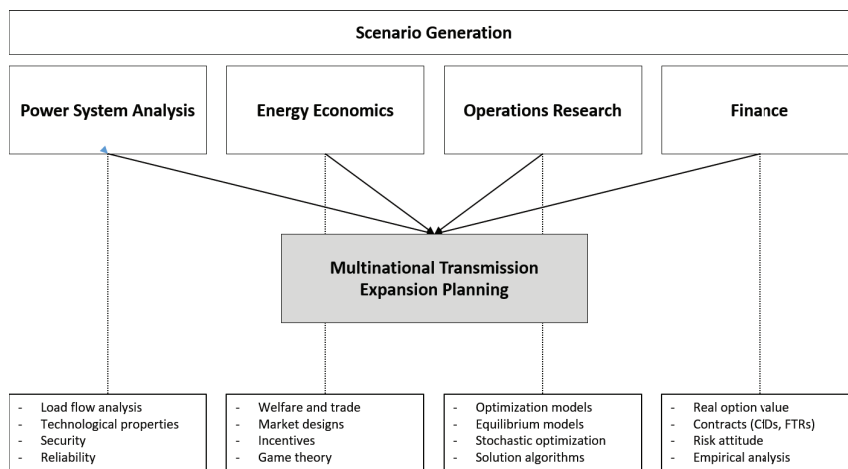 Scenario Generation
Power System Analysis
Energy Economics
Operations Research
Finance
Multinational Transmission
Expansion Planning
- Load flow analysis
- Technological properties
- Security
- Reliability
- Welfare and trade
- Market designs
- Incentives
- Game theory
- Optimization models
- Equilibrium models
- Stochastic optimization
- Solution algorithms
- Real option value
- Contracts (CfDs, FTRs)
- Risk attitude
- Empirical analysis